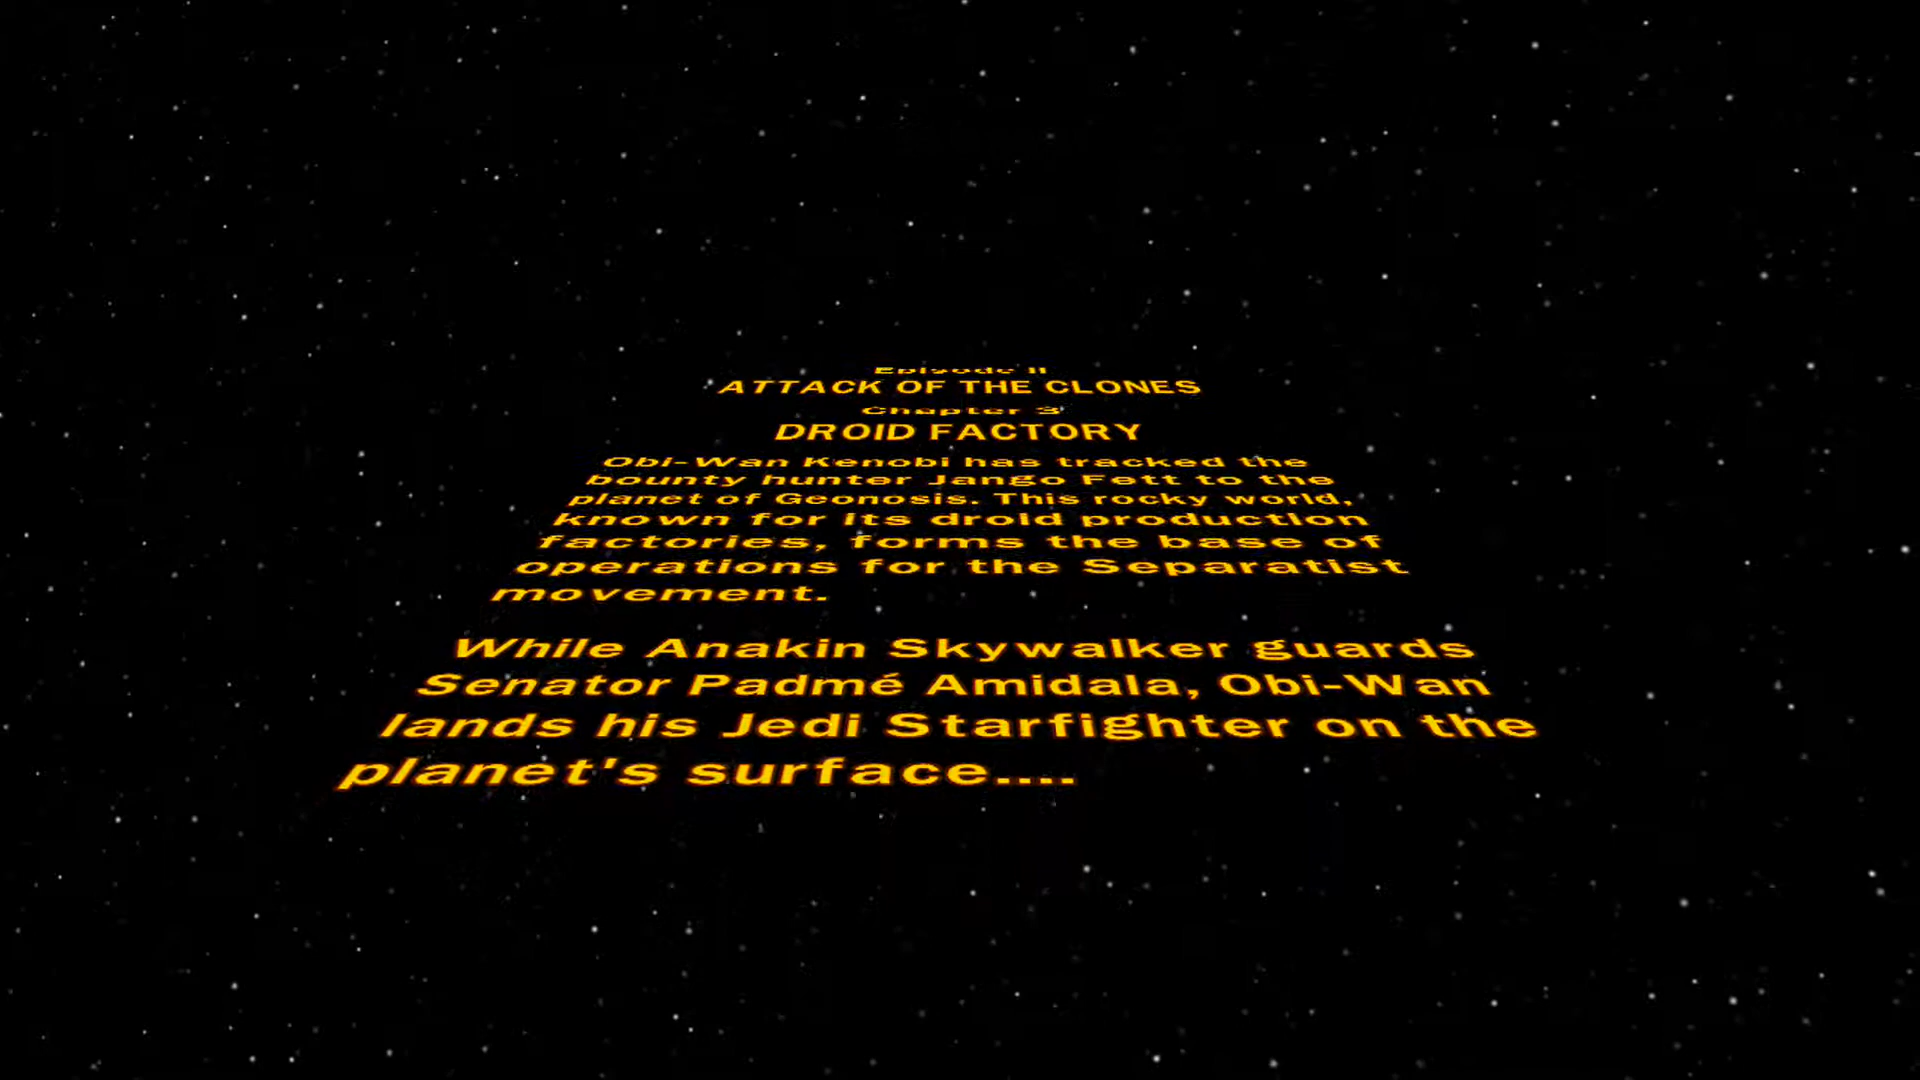 Episode II
ATTACK OF THE CLONES
Chapter 3
DROID FACTORY
Obi-Wan Kenobi has tracked the
bounty hunter Jango Fett to the
planet of Geonosis. This rocky world,
known for its droid production
factories, forms the base of
operations for the Separatist
movement.
While Anakin Skywalker guards
Senator Padmé Amidala, Obi-Wan
lands his Jedi Starfighter on the
planet's surface....